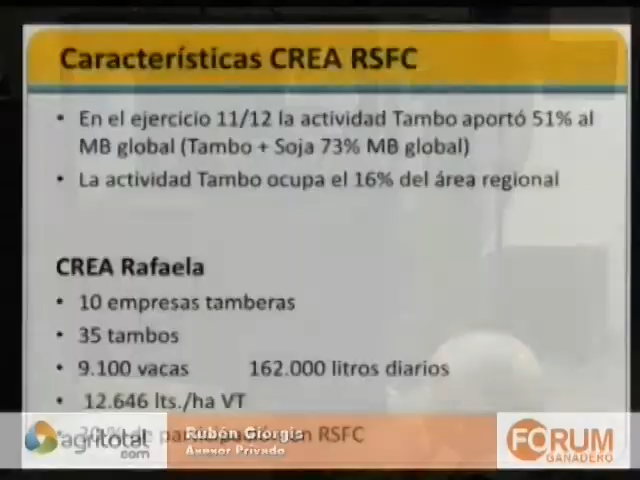 Características CREA RSFC
• En el ejercicio 11/12 la actividad Tambo aportó 51% al
MB global (Tambo + Soja 73% MB global)
• La actividad Tambo ocupa el 16% del área regional
CREA Rafaela
• 10 empresas tamberas
• 35 tambos
• 9.100 vacas 162.000 litros diarios
• 12.646 lts./ha VT
en RSFC
agritotal
.com
Rubén Giorgis
Asesor Privado
FORUM
GANADERO